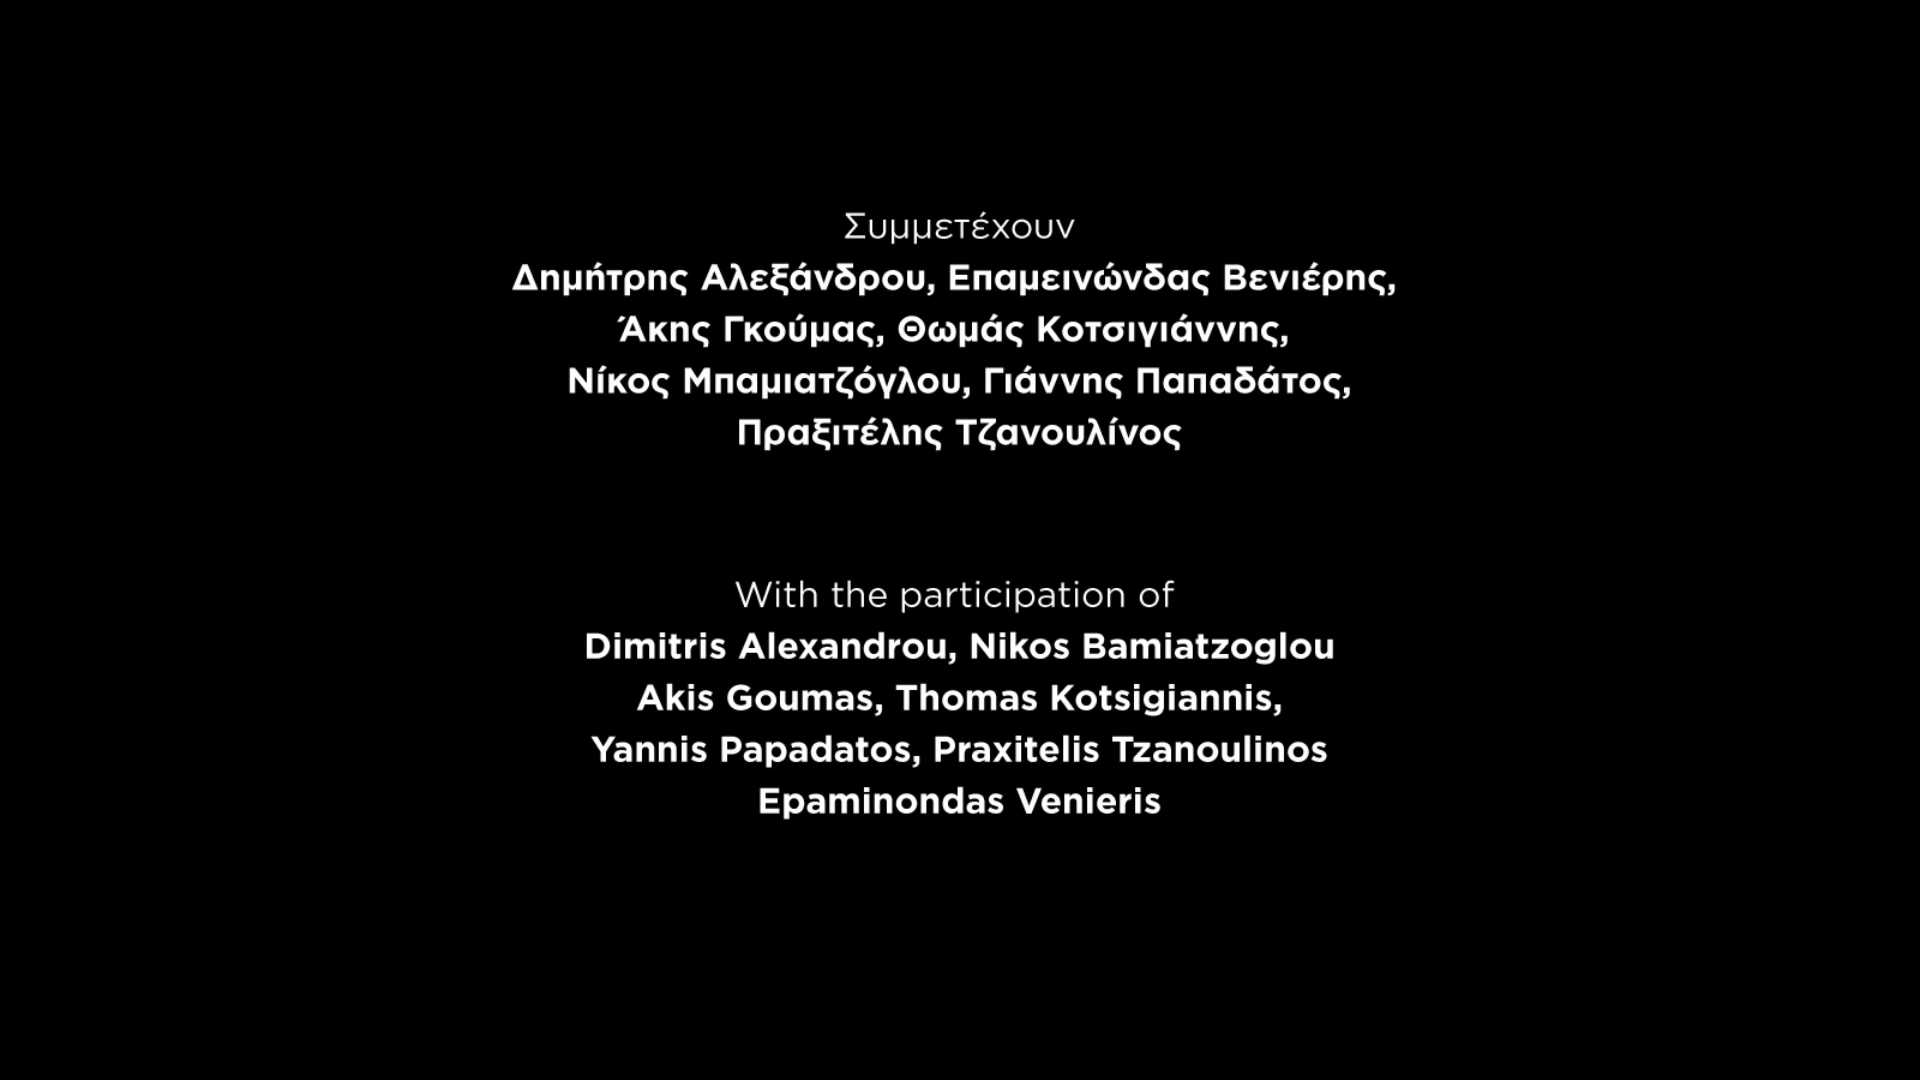 Συμμετέχουν
Δημήτρης Αλεξάνδρου, Επαμεινώνδας Βενιέρης,
Άκης Γκούμας, Θωμάς Κοτσιγιάννης,
Νίκος Μπαμιατζόγλου, Γιάννης Παπαδάτος,
Πραξιτέλης Τζανουλίνος
With the participation of
Dimitris Alexandrou, Nikos Bamiatzoglou
Akis Goumas, Thomas Kotsigiannis,
Yannis Papadatos, Praxitelis Tzanoulinos
Epaminondas Venieris